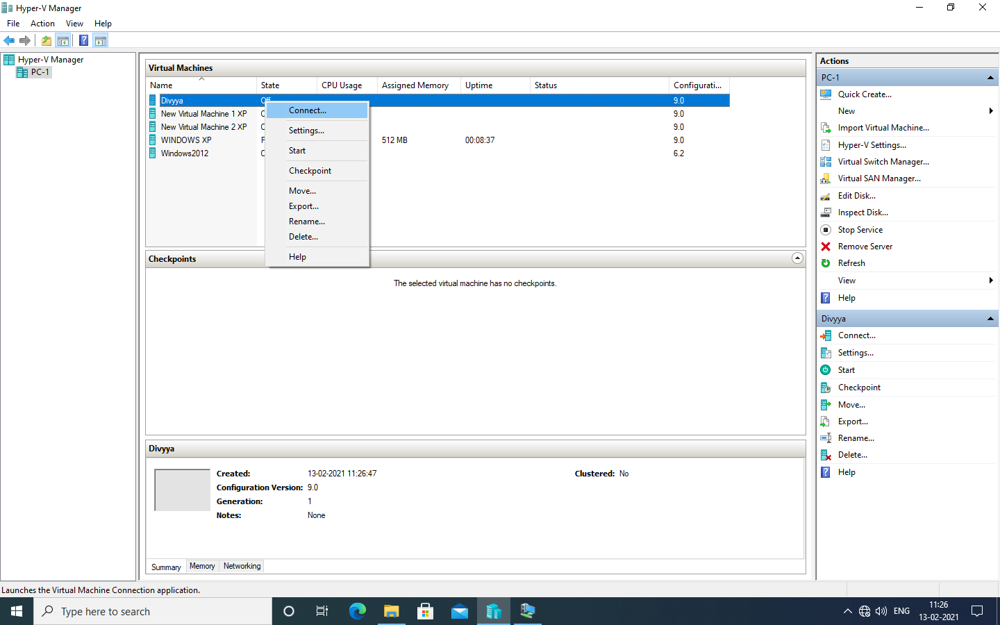 Hyper-V Manager
File Action View Help
Hyper-V Manager
PC-1
Virtual Machines
Name State CPU Usage Assigned Memory Uptime Status Configurati...
Divyya Off 9.0
New Virtual Machine 1 XP 9.0
New Virtual Machine 2 XP 9.0
WINDOWS XP 512 MB 00:08:37 9.0
Windows2012 6.2
Connect...
Settings...
Start
Checkpoint
Move...
Export...
Rename...
Delete...
Help
Checkpoints
The selected virtual machine has no checkpoints.
Divyya
Created: 13-02-2021 11:26:47 Clustered: No
Configuration Version: 9.0
Generation: 1
Notes: None
Summary Memory Networking
Actions
PC-1
Quick Create...
New
Import Virtual Machine...
Hyper-V Settings...
Virtual Switch Manager...
Virtual SAN Manager...
Edit Disk...
Inspect Disk...
Stop Service
Remove Server
Refresh
View
Help
Divyya
Connect...
Settings...
Start
Checkpoint
Move...
Export...
Rename...
Delete...
Help
Launches the Virtual Machine Connection application.
Type here to search
ENG
11:26
13-02-2021